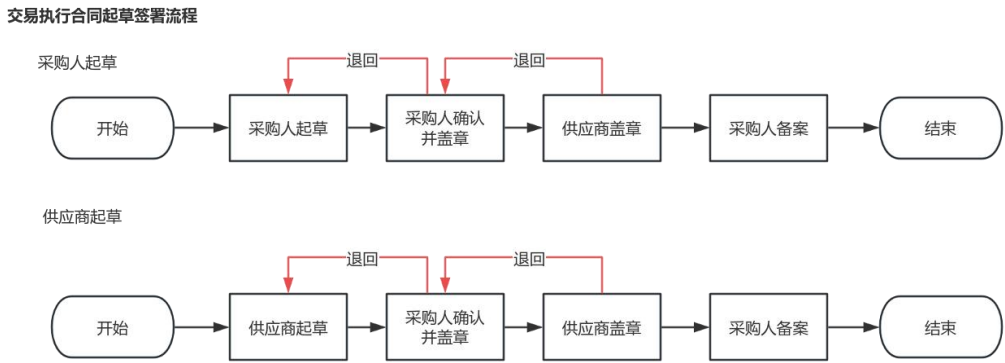 交易执行合同起草签署流程
采购人起草
退回
退回
开始
采购人起草
采购人确认
并盖章
供应商盖章
采购人备案
结束
供应商起草
退回
退回
开始
供应商起草
采购人确认
并盖章
供应商盖章
采购人备案
结束